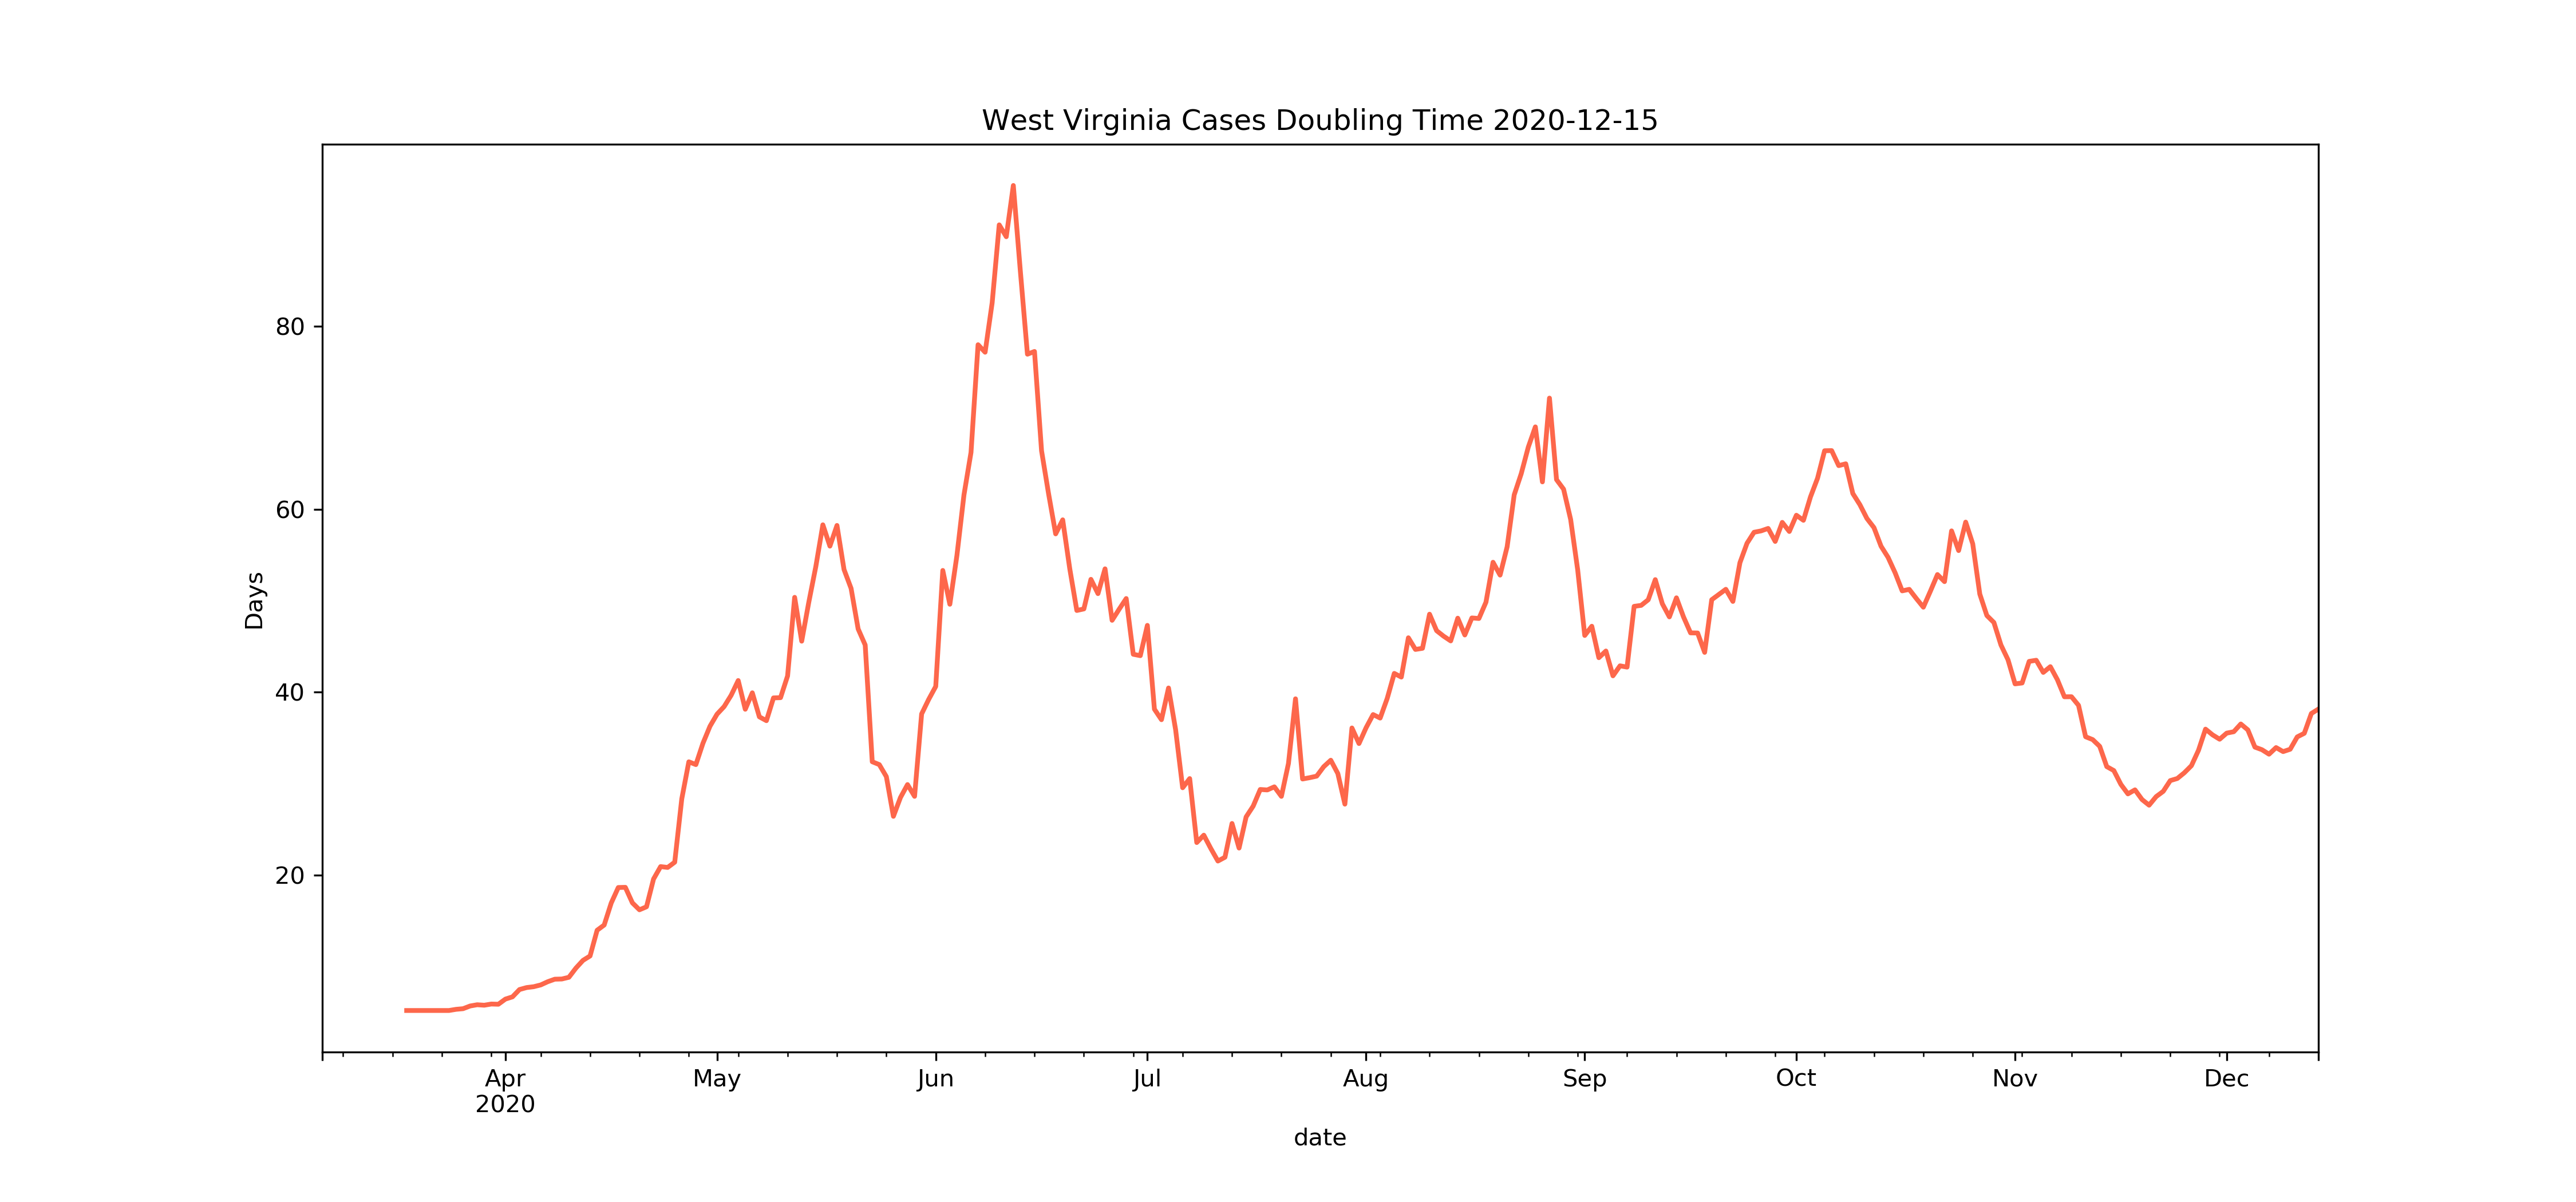 West Virginia Cases Doubling Time 2020-12-15
80
60
40
20
Days
Apr May Jun Jul Aug Sep Oct Nov Dec
2020
date